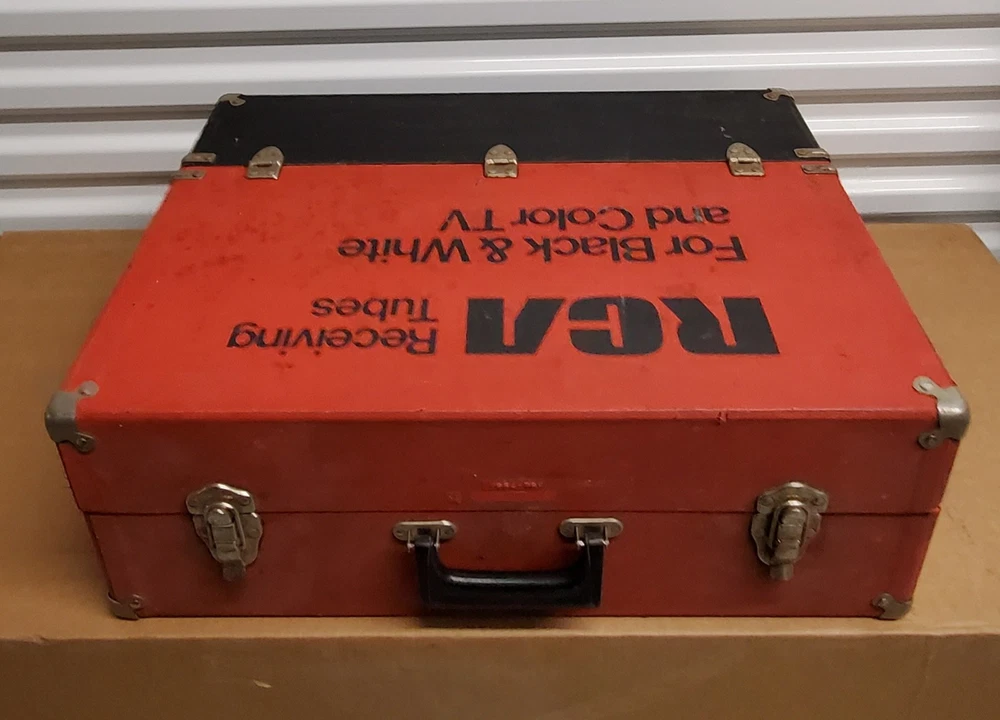 RCA Receiving
Tubes
For Black & White
and Color TV